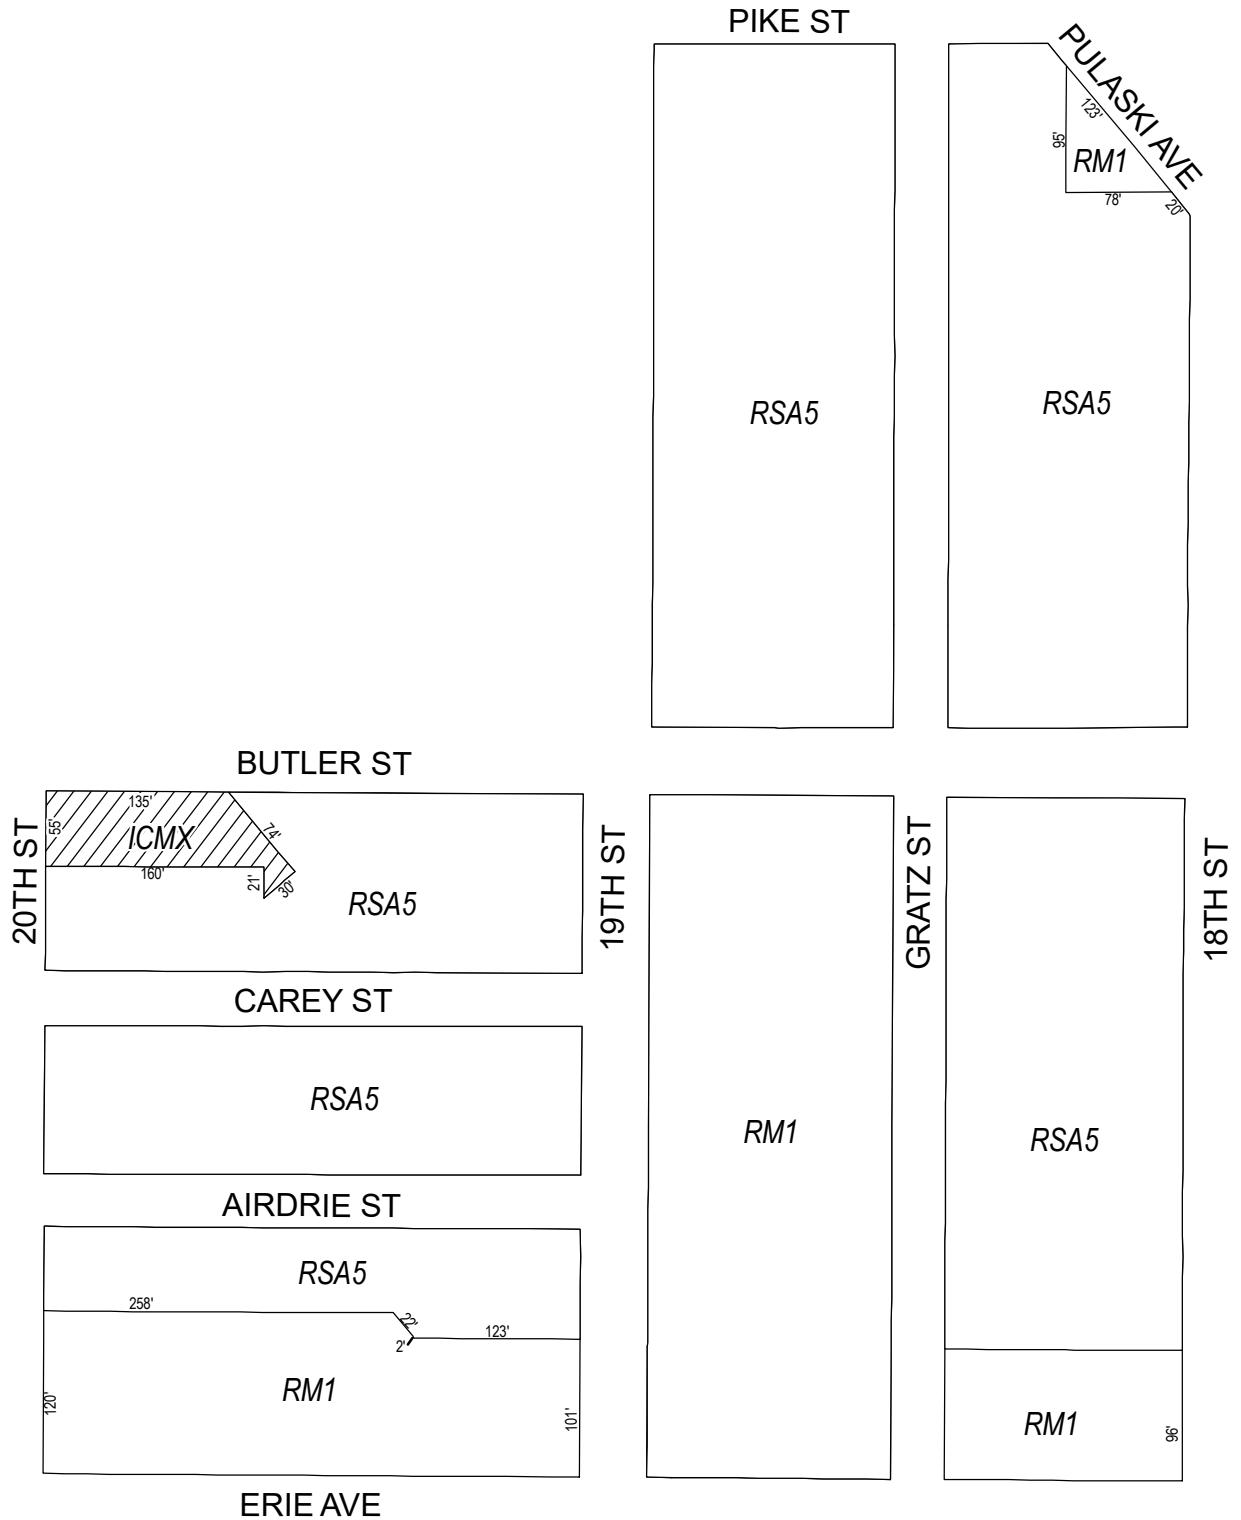 PIKE ST
PULASKI AVE
123'
95'
RM1
78'
20'
RSA5
RSA5
BUTLER ST
135'
55'
ICMX
74'
160'
21'
30'
RSA5
20TH ST
19TH ST
GRATZ ST
18TH ST
CAREY ST
RSA5
RM1
RSA5
AIRDRIE ST
RSA5
258'
22'
2'
123'
RM1
120'
101'
RM1
96'
ERIE AVE